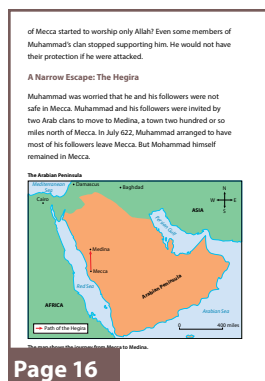 of Mecca started to worship only Allah? Even some members of
Muhammad's clan stopped supporting him. He would not have
their protection if he were attacked.
A Narrow Escape: The Hegira
Muhammad was worried that he and his followers were not
safe in Mecca. Muhammad and his followers were invited by
two Arab clans to move to Medina, a town two hundred or so
miles north of Mecca. In July 622, Muhammad arranged to have
most of his followers leave Mecca. But Mohammad himself
remained in Mecca.
The Arabian Peninsula
Mediterranean
Sea
Damascus
Baghdad
Cairo
N
W
E
S
ASIA
Persian Gulf
Medina
Mecca
Red Sea
Arabian Peninsula
Arabian Sea
AFRICA
Path of the Hegira
0
400 miles
The map shows the journey from Mecca to Medina.
Page 16